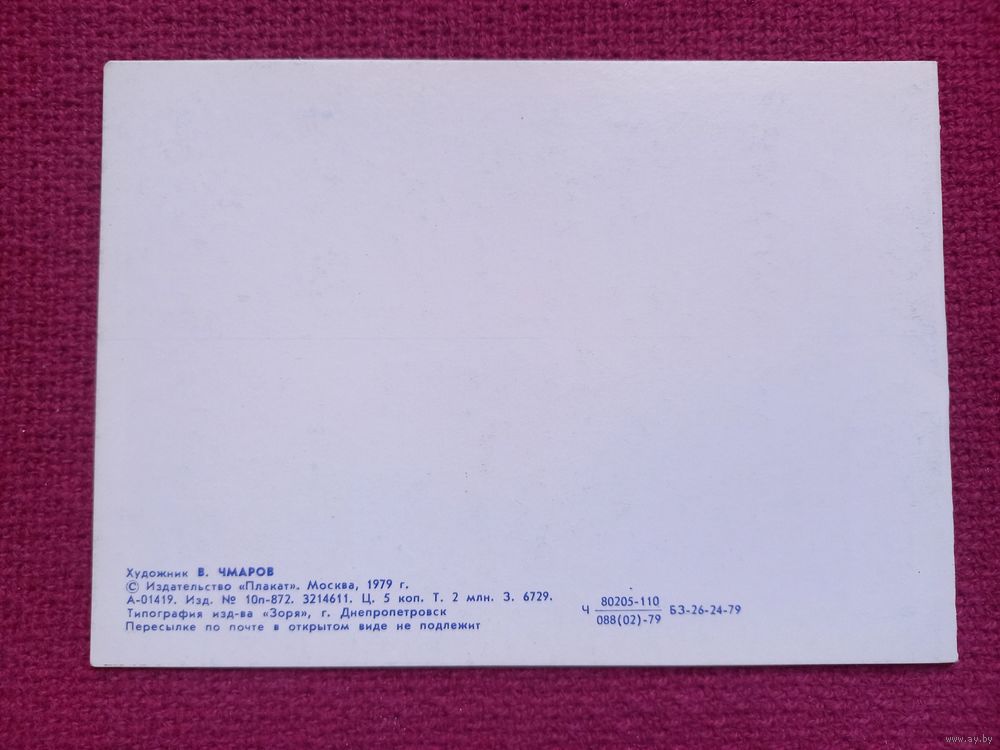 Художник В. ЧМАРОВ
© Издательство «Плакат». Москва, 1979 г.
А-01419. Изд. № 10п-872. 3214611. Ц. 5 коп. Т. 2 млн. З. 6729.
Типография изд-ва «Зоря», г. Днепропетровск
Пересылке по почте в открытом виде не подлежит
Ч 80205-110 БЗ-26-24-79
088(02)-79
www.ay.by